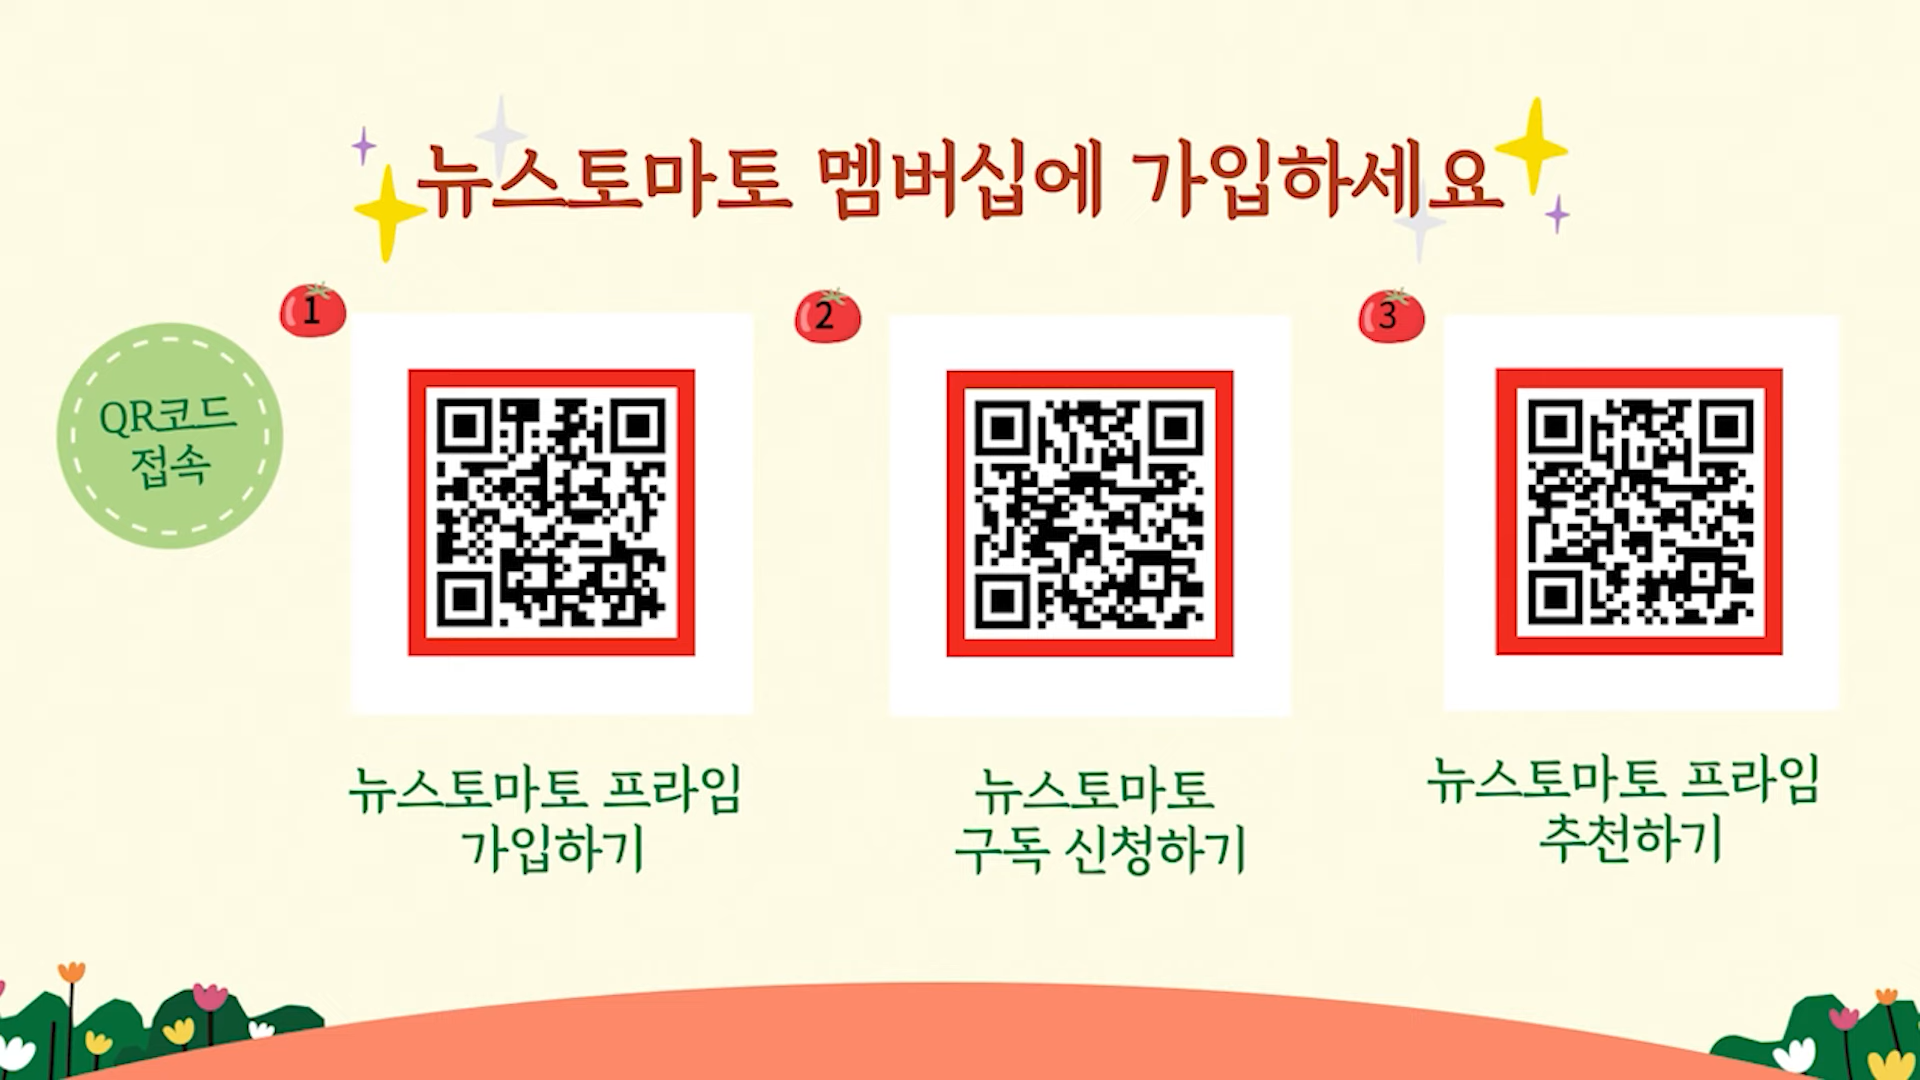 뉴스토마토 멤버십에 가입하세요
QR코드
접속
1
2
3
뉴스토마토 프라임
가입하기
뉴스토마토
구독 신청하기
뉴스토마토 프라임
추천하기